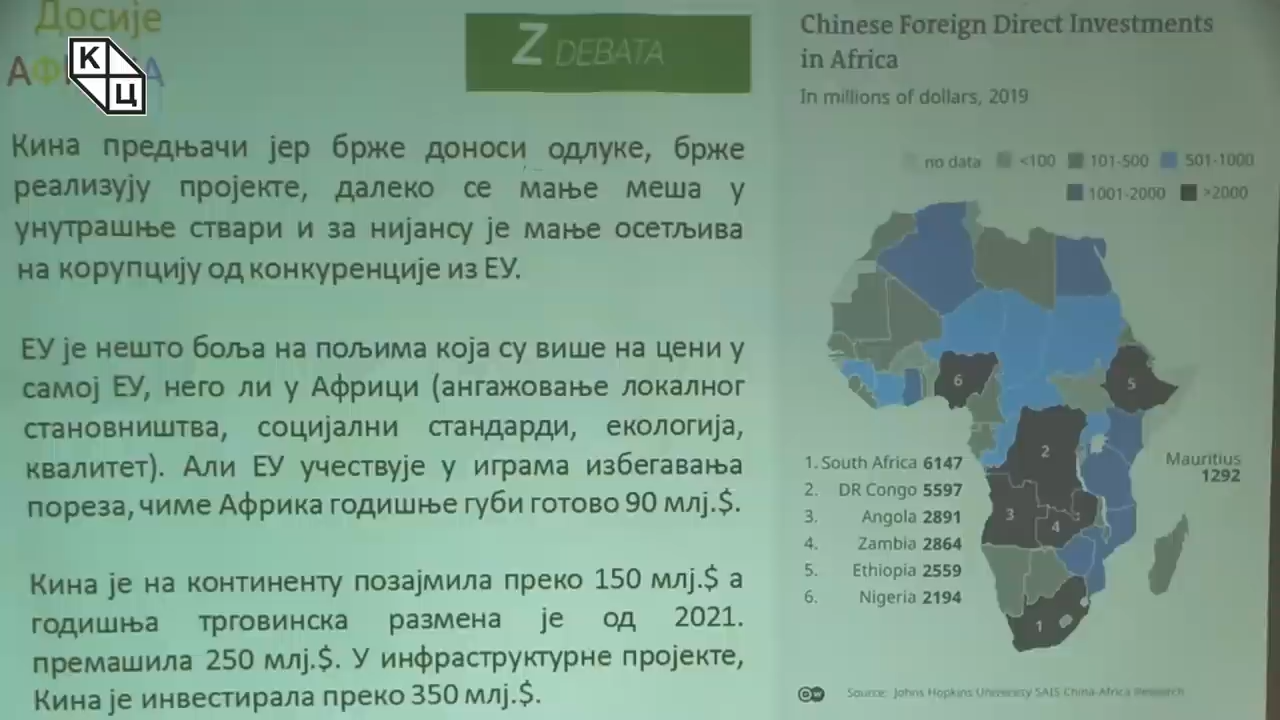 Досије
АФ
А
К
Ц
Z DEBATA
Кина предњачи јер брже доноси одлуке, брже
реализују пројекте, далеко се мање меша у
унутрашње ствари и за нијансу је мање осетљива
на корупцију од конкуренције из ЕУ.
ЕУ је нешто боља на пољима која су више на цени у
самој ЕУ, него ли у Африци (ангажовање локалног
становништва, социјални стандарди, екологија,
квалитет). Али ЕУ учествује у играма избегавања
пореза, чиме Африка годишње губи готово 90 млј.$.
Кина је на континенту позајмила преко 150 млј.$ а
годишња трговинска размена је од 2021.
премашила 250 млј.$. У инфраструктурне пројекте,
Кина је инвестирала преко 350 млј.$.
Chinese Foreign Direct Investments
in Africa
In millions of dollars, 2019
no data <100 101-500 501-1000
1001-2000 >2000
6
5
2
3
4
1
Mauritius
1292
1. South Africa 6147
2. DR Congo 5597
3. Angola 2891
4. Zambia 2864
5. Ethiopia 2559
6. Nigeria 2194
DW
Source: Johns Hopkins University SAIS China-Africa Research